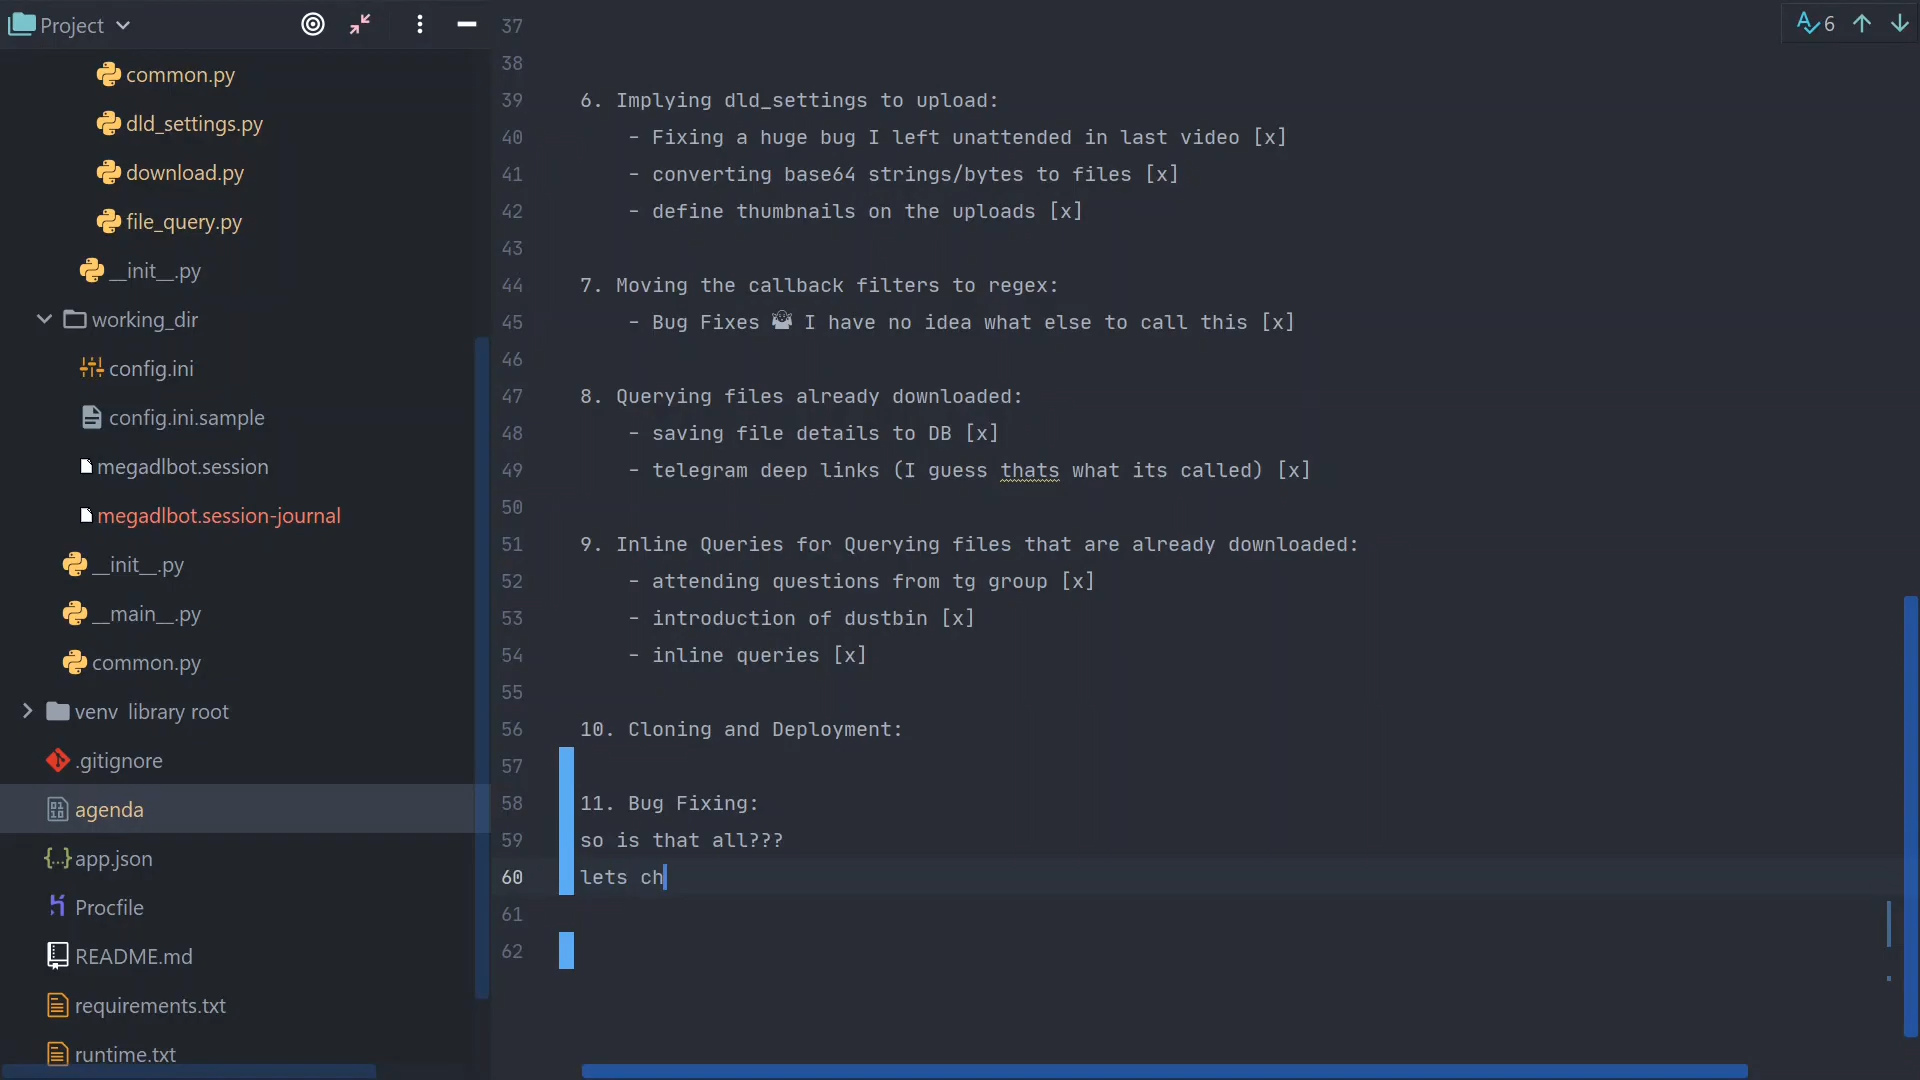 Project
common.py
dld_settings.py
download.py
file_query.py
__init__.py
working_dir
config.ini
config.ini.sample
megadlbot.session
megadlbot.session-journal
__init__.py
__main__.py
common.py
venv library root
.gitignore
agenda
app.json
Procfile
README.md
requirements.txt
runtime.txt
6
37
38
39 6. Implying dld_settings to upload:
40 - Fixing a huge bug I left unattended in last video [x]
41 - converting base64 strings/bytes to files [x]
42 - define thumbnails on the uploads [x]
43
44 7. Moving the callback filters to regex:
45 - Bug Fixes 🤷 I have no idea what else to call this [x]
46
47 8. Querying files already downloaded:
48 - saving file details to DB [x]
49 - telegram deep links (I guess thats what its called) [x]
50
51 9. Inline Queries for Querying files that are already downloaded:
52 - attending questions from tg group [x]
53 - introduction of dustbin [x]
54 - inline queries [x]
55
56 10. Cloning and Deployment:
57
58 11. Bug Fixing:
59 so is that all???
60 lets ch
61
62